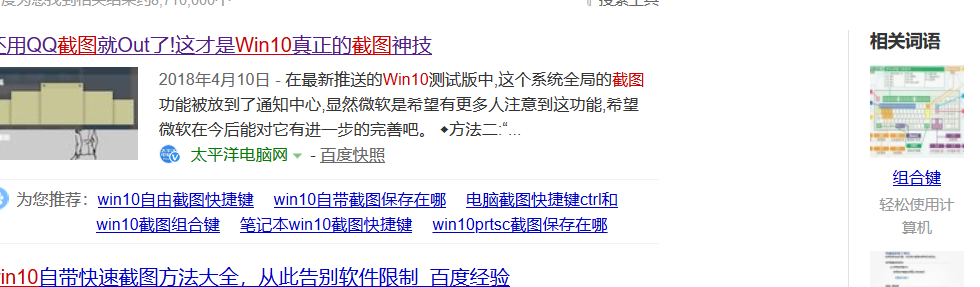 度为您找到相关结果约8,710,000个
搜索工具
还用QQ截图就Out了!这才是Win10真正的截图神技
2018年4月10日 - 在最新推送的Win10测试版中,这个系统全局的截图
功能被放到了通知中心,显然微软是希望有更多人注意到这功能,希望
微软在今后能对它有进一步的完善吧。 ◆方法二:“...
太平洋电脑网 - 百度快照
为您推荐：win10自由截图快捷键 win10自带截图保存在哪 电脑截图快捷键ctrl和
win10截图组合键 笔记本win10截图快捷键 win10prtsc截图保存在哪
in10自带快速截图方法大全，从此告别软件限制_百度经验
相关词语
组合键
轻松使用计
算机